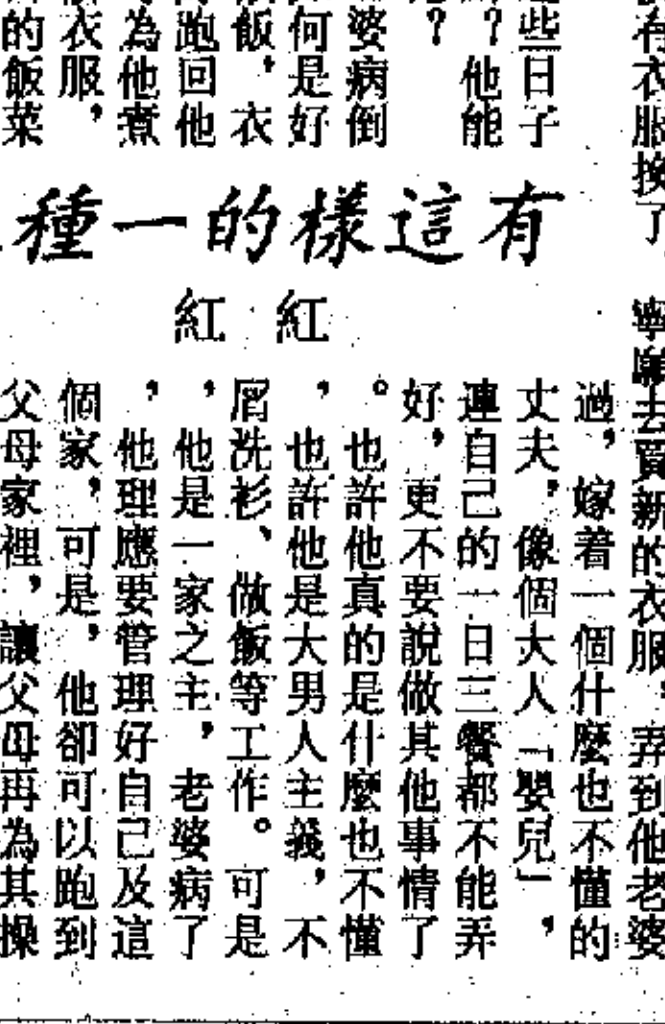 有衣服換了，寧願去買新的衣服，弄到他老婆
些日子
？他能
？
婆病倒
何是好
飯，衣
跑回他
為他煮
衣服，
的飯菜
有這樣的一種
紅紅
過，嫁着一個什麼也不懂的
丈夫，像個大人「嬰兒」，
連自己的一日三餐都不能弄
好，更不要說做其他事情了
。也許他真的是什麼也不懂
，也許他是大男人主義，不
屑洗衫、做飯等工作。可是
，他是一家之主，老婆病了
，他理應要管理好自己及這
個家，可是，他卻可以跑到
父母家裡，讓父母再為其操